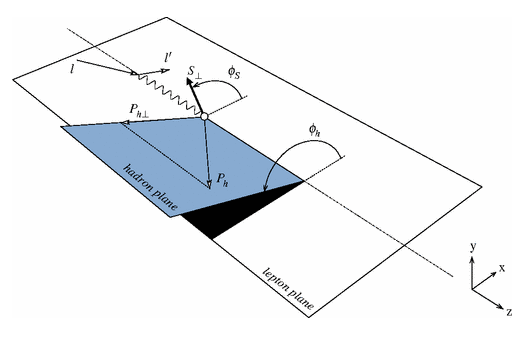 l
l′
S⊥
ϕS
Ph⊥
ϕh
Ph
hadron plane
lepton plane
y
x
z